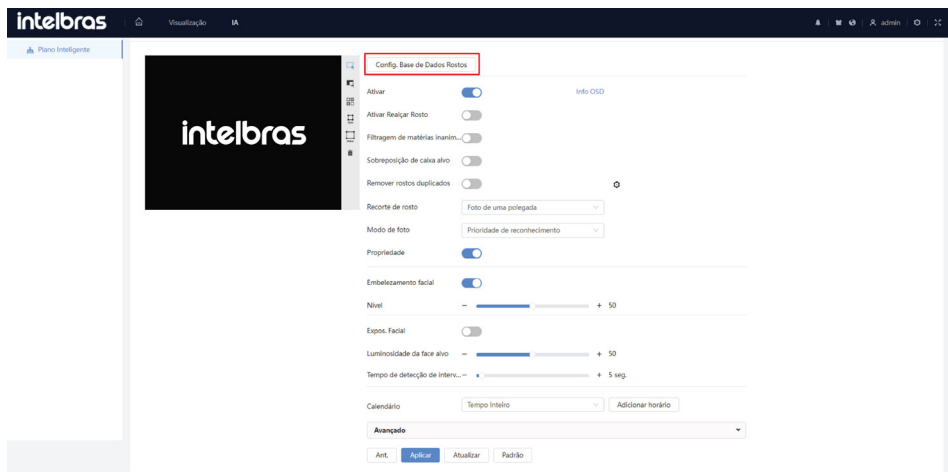 intelbras Visualização IA admin
Plano Inteligente
intelbras
Config. Base de Dados Rostos
Ativar Info OSD
Ativar Realçar Rosto
Filtragem de matérias inanim...
Sobreposição de caixa alvo
Remover rostos duplicados
Recorte de rosto Foto de uma polegada
Modo de foto Prioridade de reconhecimento
Propriedade
Embelezamento facial
Nível − + 50
Expos. Facial
Luminosidade da face alvo − + 50
Tempo de detecção de interv... − + 5 seg.
Calendário Tempo Inteiro Adicionar horário
Avançado
Ant. Aplicar Atualizar Padrão